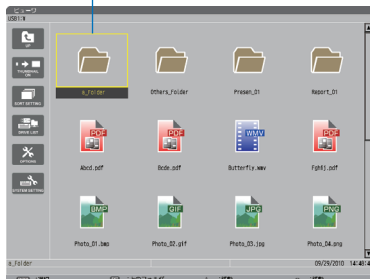 ビューワ
USB1:¥
UP
THUMBNAIL
ON
SORT SETTING
DRIVE LIST
OPTIONS
SYSTEM SETTING
a_Folder
Others_Folder
Presen_01
Report_01
PDF
PDF
WMV
PDF
Abcd.pdf
Bcde.pdf
Butterfly.wmv
Fghij.pdf
BMP
GIF
JPG
PNG
Photo_01.bmp
Photo_02.gif
Photo_03.jpg
Photo_04.png
a_Folder
09/29/2010